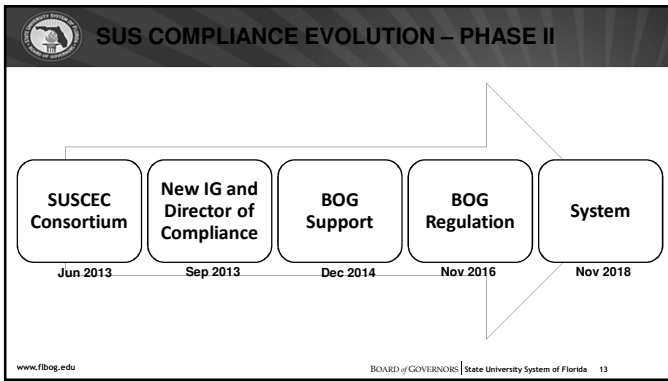 SUS COMPLIANCE EVOLUTION – PHASE II
SUSCEC
Consortium
Jun 2013
New IG and
Director of
Compliance
Sep 2013
BOG
Support
Dec 2014
BOG
Regulation
Nov 2016
System
Nov 2018
www.flbog.edu
BOARD of GOVERNORS | State University System of Florida 13